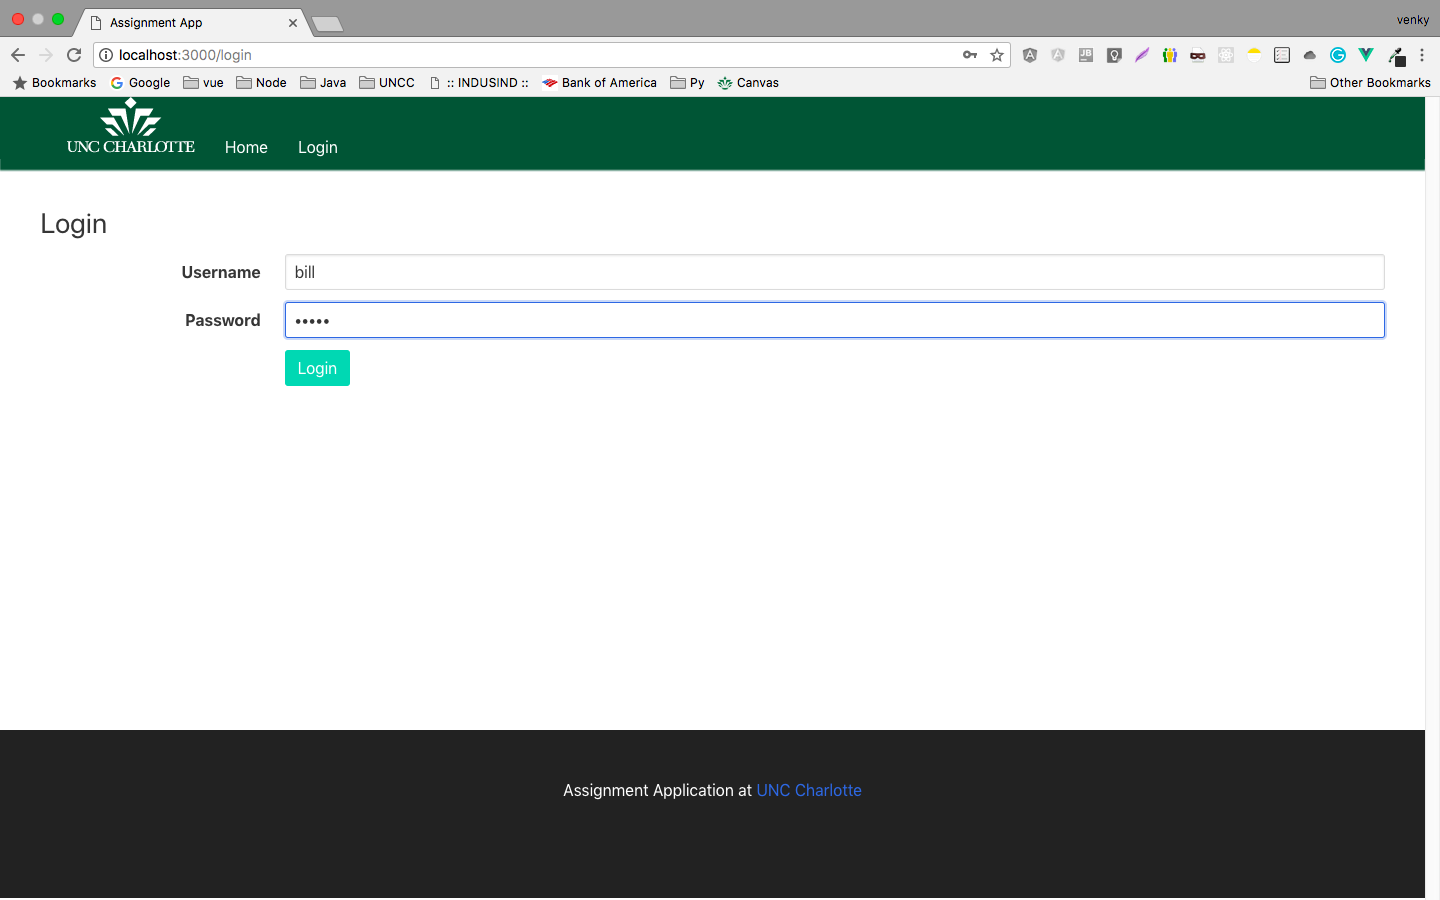 Assignment App
venky
localhost:3000/login
JB
Bookmarks Google vue Node Java UNCC :: INDUSIND :: Bank of America Py Canvas Other Bookmarks
UNC CHARLOTTE Home Login
Login
Username bill
Password •••••
Login
Assignment Application at UNC Charlotte